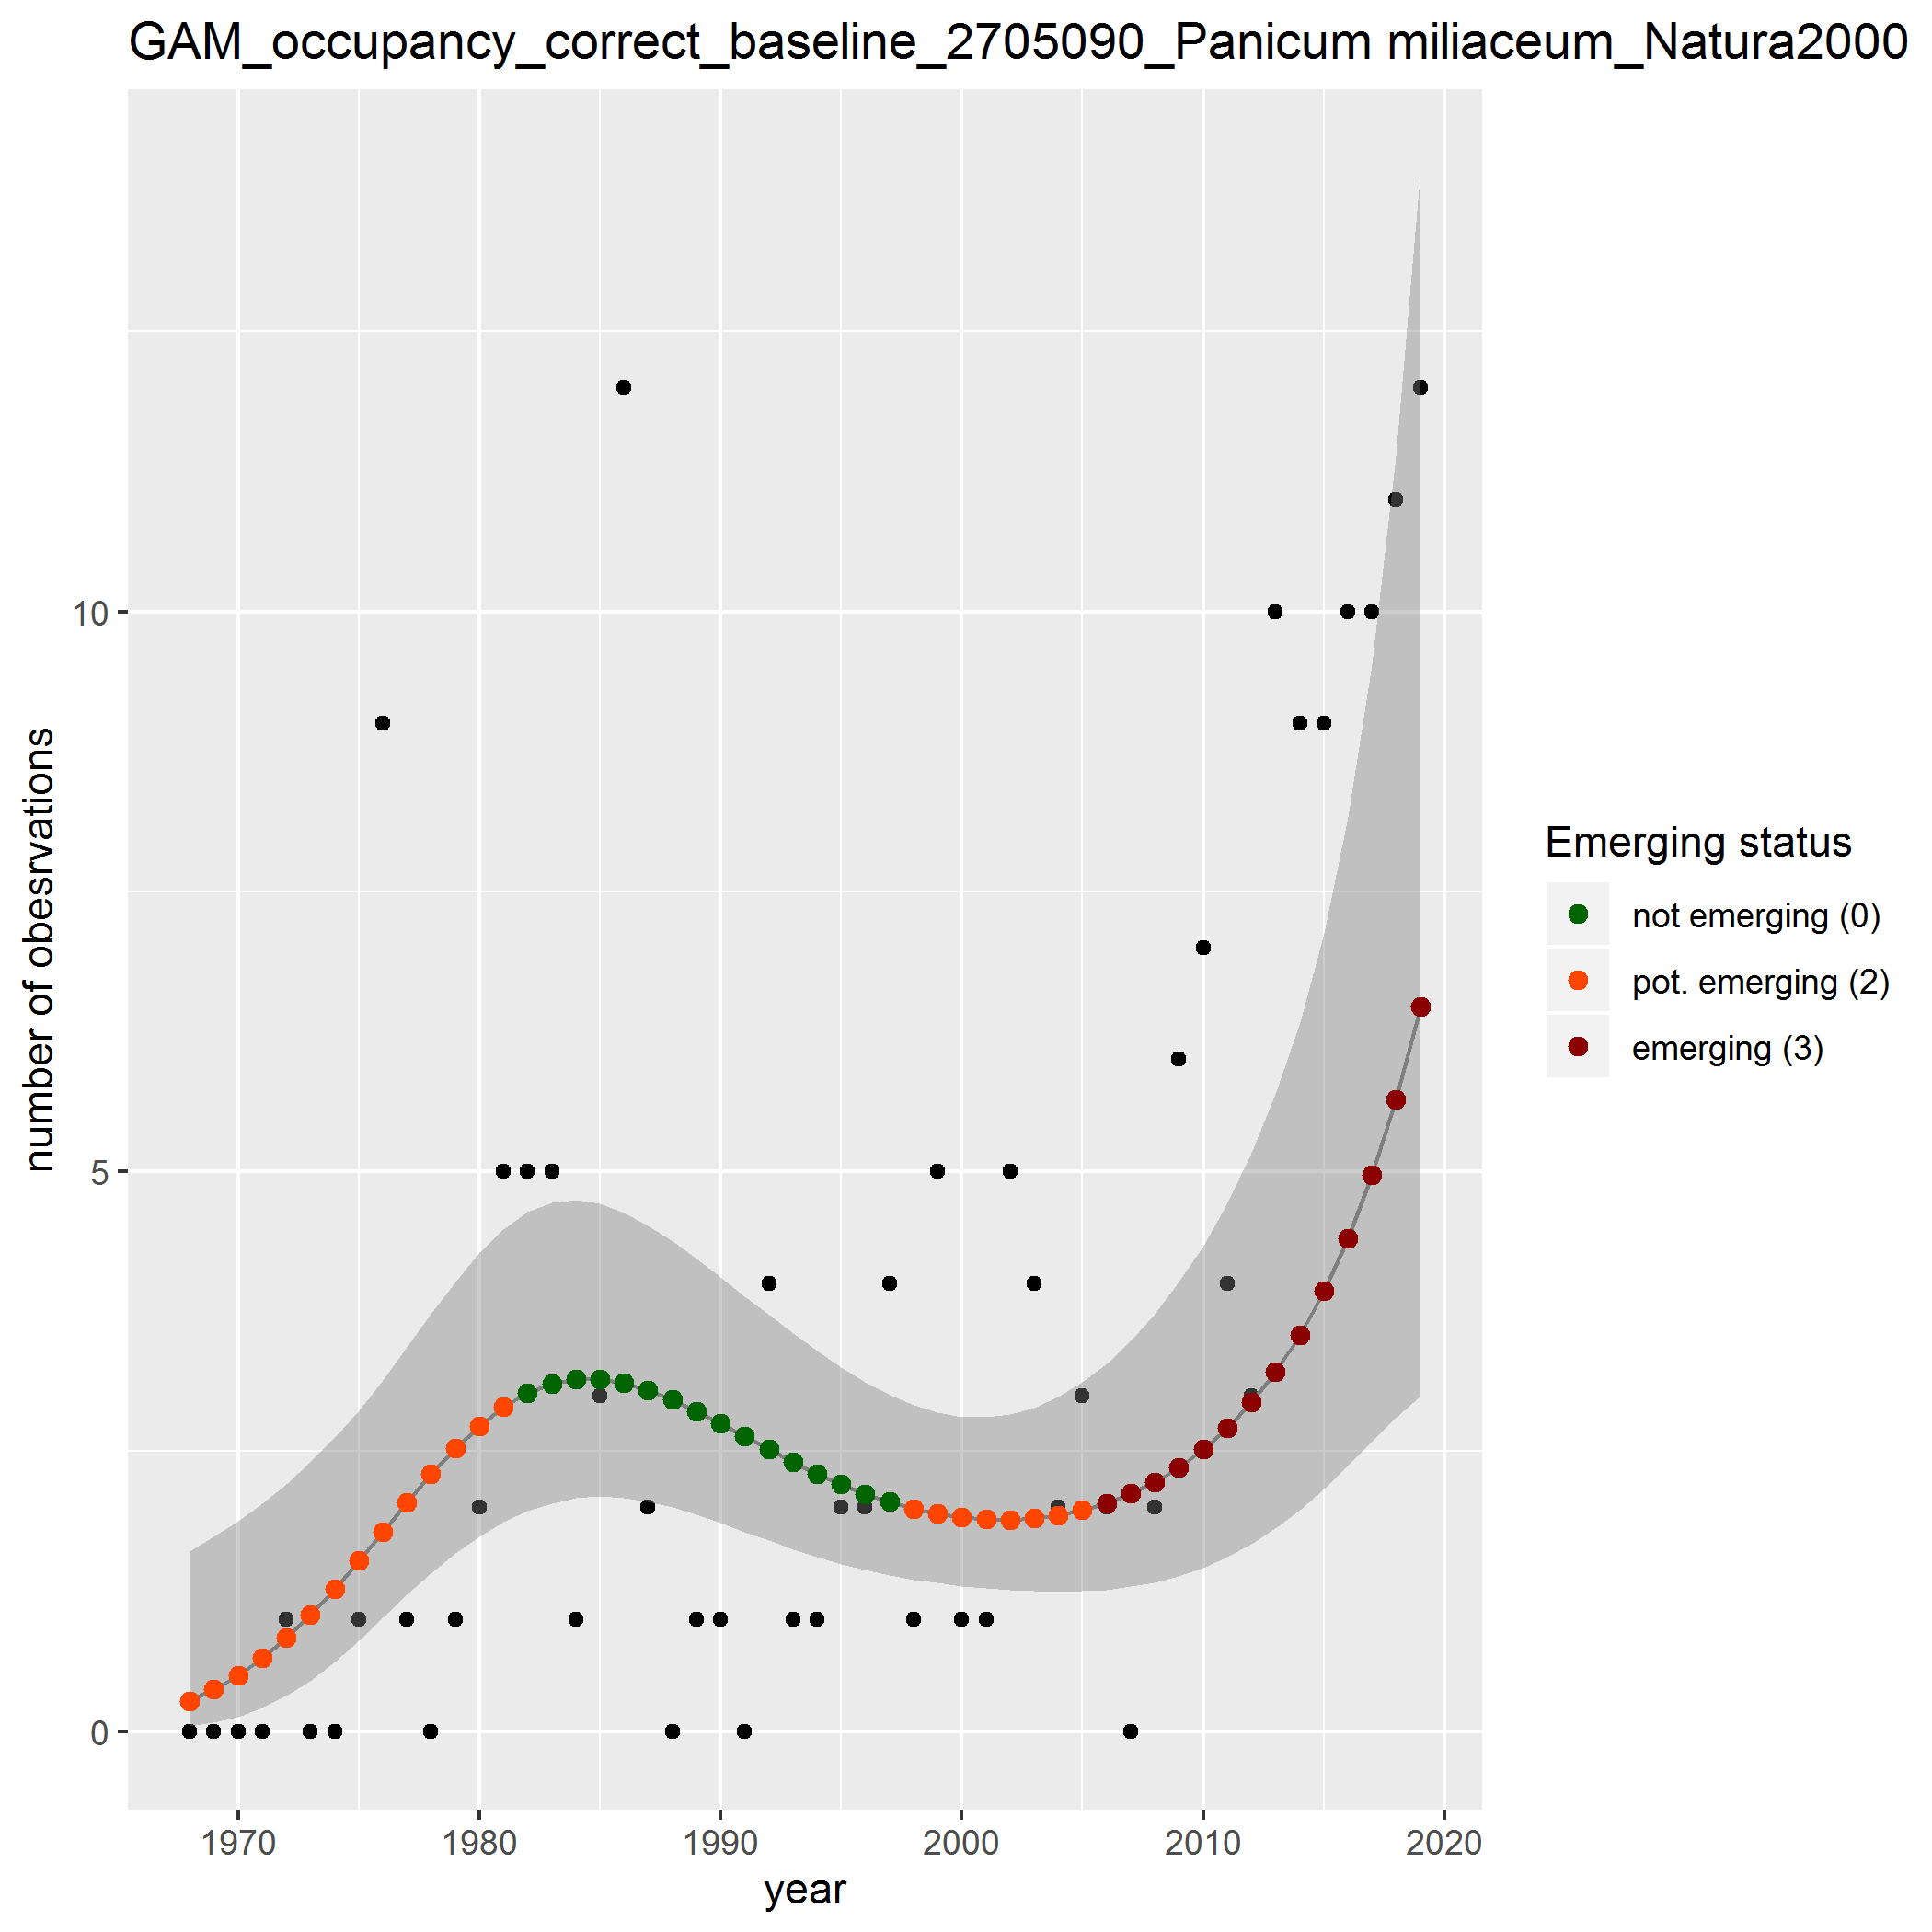 GAM_occupancy_correct_baseline_2705090_Panicum miliaceum_Natura2000
number of observations
10
5
0
1970 1980 1990 2000 2010 2020
year
Emerging status
not emerging (0)
pot. emerging (2)
emerging (3)